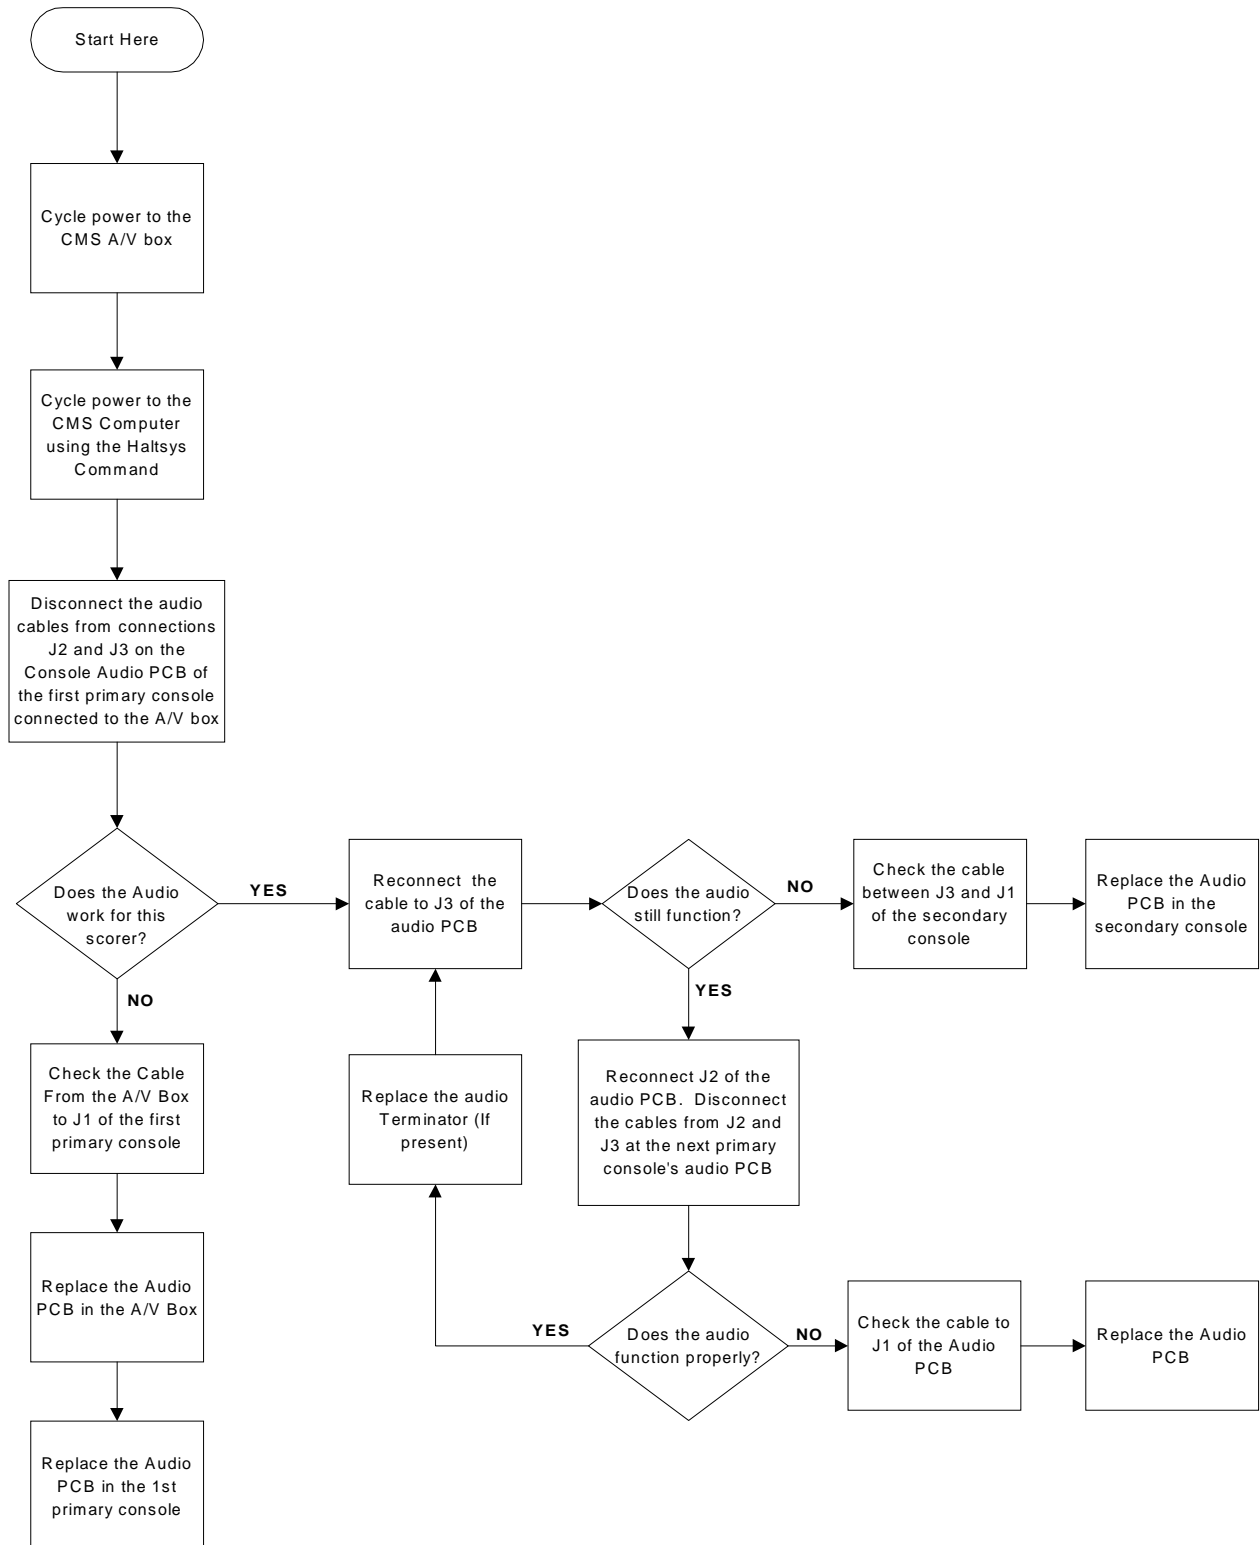 Start Here
Cycle power to the
CMS A/V box
Cycle power to the
CMS Computer
using the Haltsys
Command
Disconnect the audio
cables from connections
J2 and J3 on the
Console Audio PCB of
the first primary console
connected to the A/V box
Does the Audio
work for this
scorer?
YES
NO
Reconnect the
cable to J3 of the
audio PCB
Does the audio
still function?
NO
YES
Check the cable
between J3 and J1
of the secondary
console
Replace the Audio
PCB in the
secondary console
Check the Cable
From the A/V Box
to J1 of the first
primary console
Replace the audio
Terminator (If
present)
Reconnect J2 of the
audio PCB. Disconnect
the cables from J2 and
J3 at the next primary
console's audio PCB
Replace the Audio
PCB in the A/V Box
YES
Does the audio
function properly?
NO
Check the cable to
J1 of the Audio
PCB
Replace the Audio
PCB
Replace the Audio
PCB in the 1st
primary console